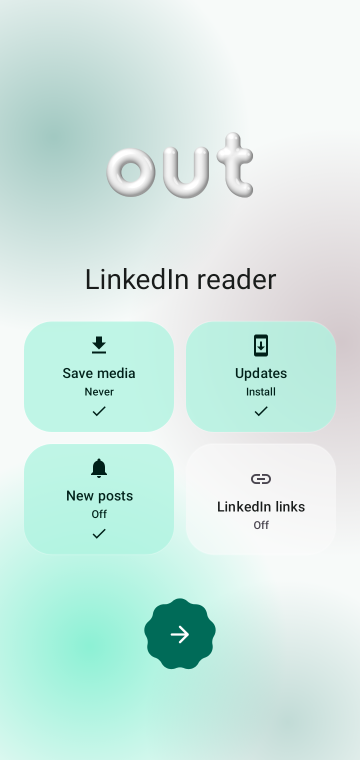 out
LinkedIn reader
Save media
Never
Updates
Install
New posts
Off
LinkedIn links
Off